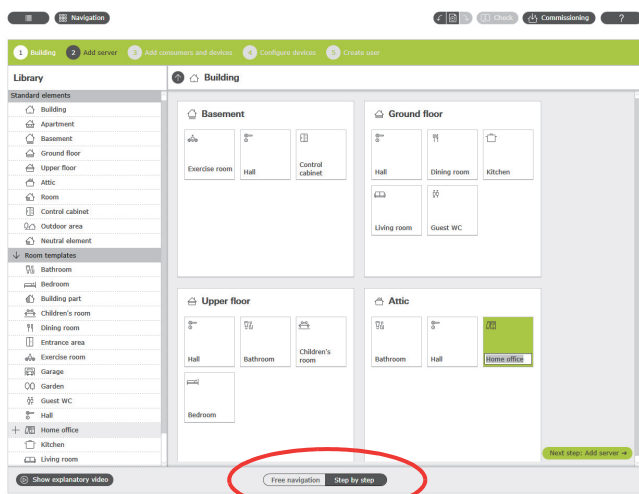 Navigation
Check
Commissioning
?
1 Building
2 Add server
3 Add consumers and devices
4 Configure devices
5 Create user
Library
Building
Standard elements
Building
Apartment
Basement
Ground floor
Upper floor
Attic
Room
Control cabinet
Outdoor area
Neutral element
Room templates
Bathroom
Bedroom
Building part
Children's room
Dining room
Entrance area
Exercise room
Garage
Garden
Guest WC
Hall
Home office
Kitchen
Living room
Basement
Exercise room
Hall
Control
cabinet
Ground floor
Hall
Dining room
Kitchen
Living room
Guest WC
Upper floor
Hall
Bathroom
Children's
room
Bedroom
Attic
Bathroom
Hall
Home office
Next step: Add server →
Show explanatory video
Free navigation
Step by step